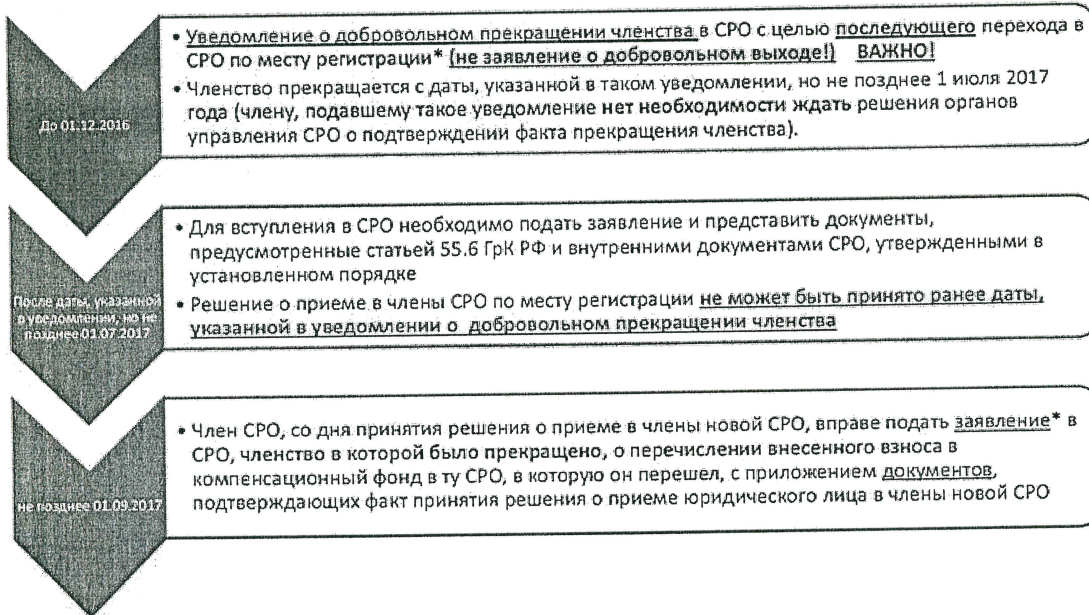 • Уведомление о добровольном прекращении членства в СРО с целью последующего перехода в
СРО по месту регистрации* (не заявление о добровольном выходе!) ВАЖНО!
• Членство прекращается с даты, указанной в таком уведомлении, но не позднее 1 июля 2017
года (члену, подавшему такое уведомление нет необходимости ждать решения органов
управления СРО о подтверждении факта прекращения членства).
До 01.12.2016
• Для вступления в СРО необходимо подать заявление и представить документы,
предусмотренные статьей 55.6 ГрК РФ и внутренними документами СРО, утвержденными в
установленном порядке
• Решение о приеме в члены СРО по месту регистрации не может быть принято ранее даты,
указанной в уведомлении о добровольном прекращении членства
После даты, указанной
в уведомлении, но не
позднее 01.07.2017
• Член СРО, со дня принятия решения о приеме в члены новой СРО, вправе подать заявление* в
СРО, членство в которой было прекращено, о перечислении внесенного взноса в
компенсационный фонд в ту СРО, в которую он перешел, с приложением документов,
подтверждающих факт принятия решения о приеме юридического лица в члены новой СРО
не позднее 01.09.2017